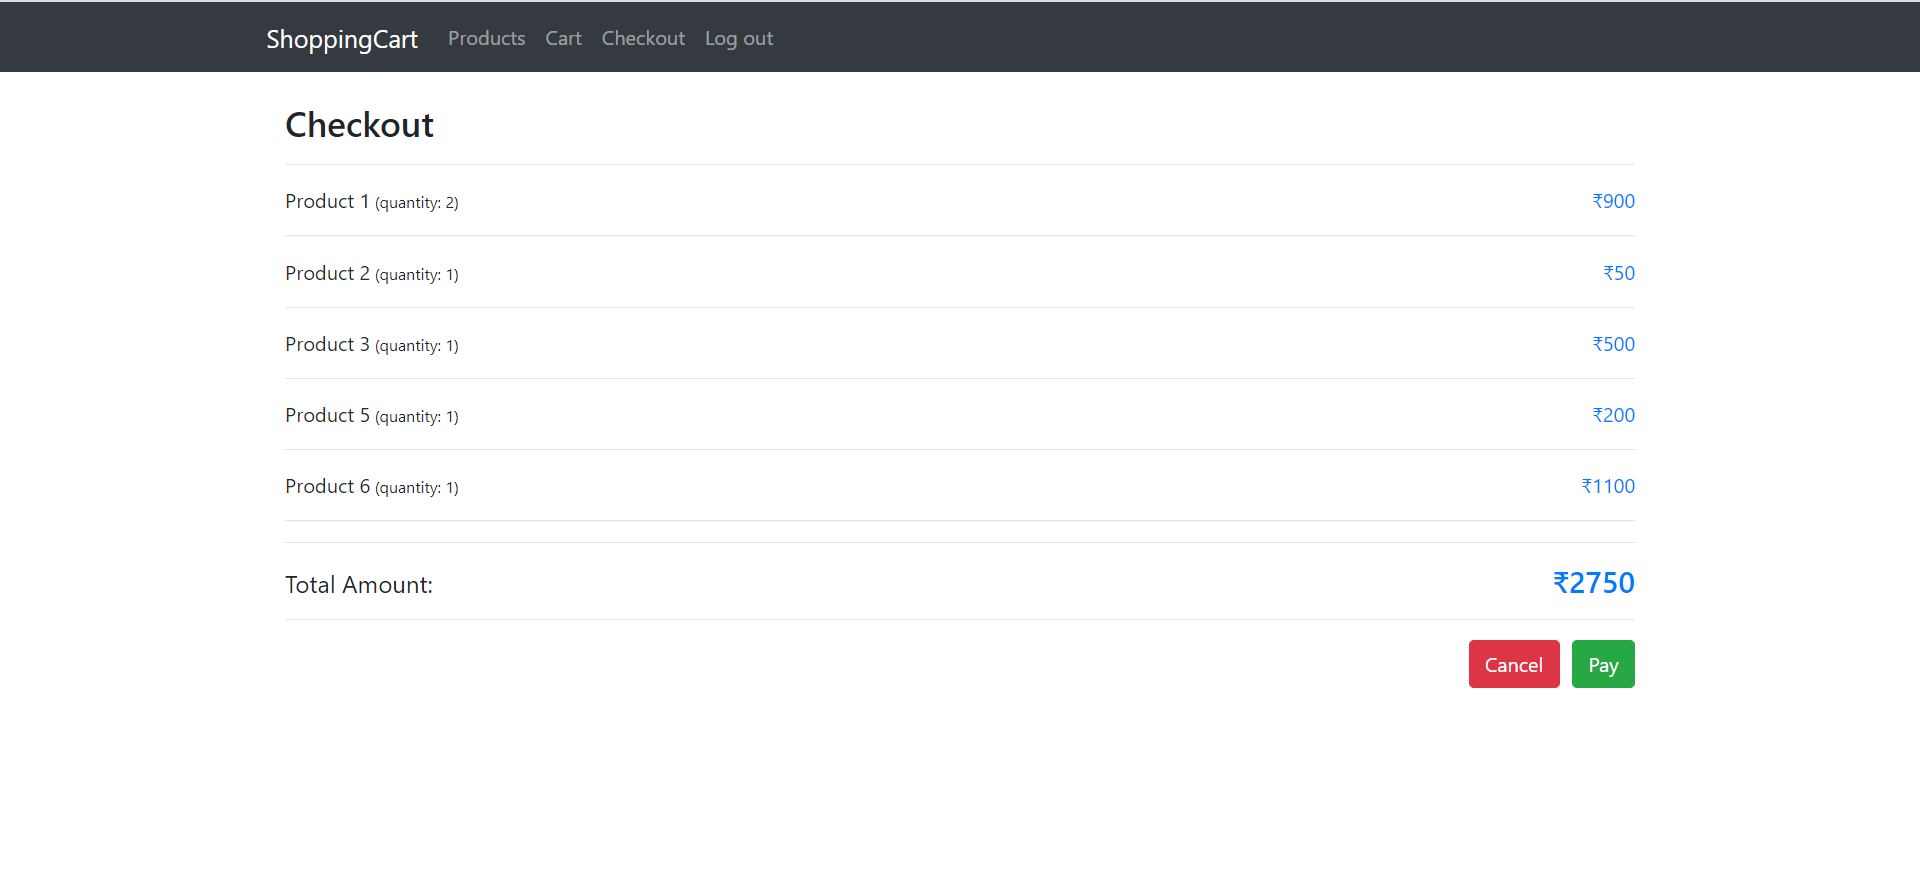 ShoppingCart Products Cart Checkout Log out
Checkout
Product 1 (quantity: 2) ₹900
Product 2 (quantity: 1) ₹50
Product 3 (quantity: 1) ₹500
Product 5 (quantity: 1) ₹200
Product 6 (quantity: 1) ₹1100
Total Amount: ₹2750
Cancel Pay